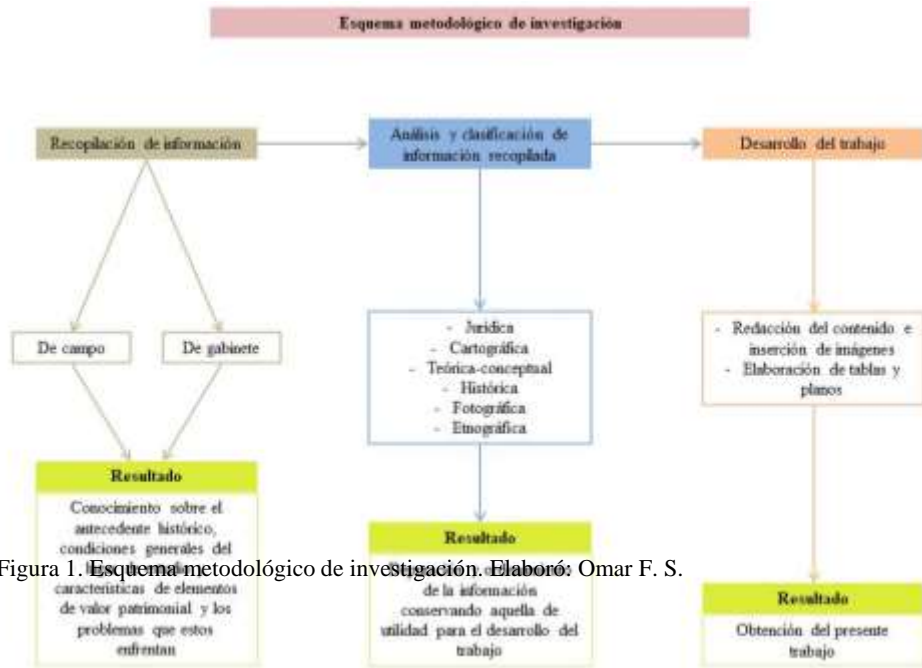 Esquema metodológico de investigación
Recopilación de información
Análisis y clasificación de
información recopilada
Desarrollo del trabajo
De campo
De gabinete
- Jurídica
- Cartográfica
- Teórica-conceptual
- Histórica
- Fotográfica
- Etnográfica
- Redacción del contenido e
inserción de imágenes
- Elaboración de tablas y
planos
Resultado
Conocimiento sobre el
antecedente histórico,
condiciones generales del
características de elementos
de valor patrimonial y los
problemas que estos
enfrentan
Resultado
de la información
conservando aquella de
utilidad para el desarrollo del
trabajo
Resultado
Obtención del presente
trabajo
Figura 1. Esquema metodológico de investigación. Elaboró: Omar F. S.